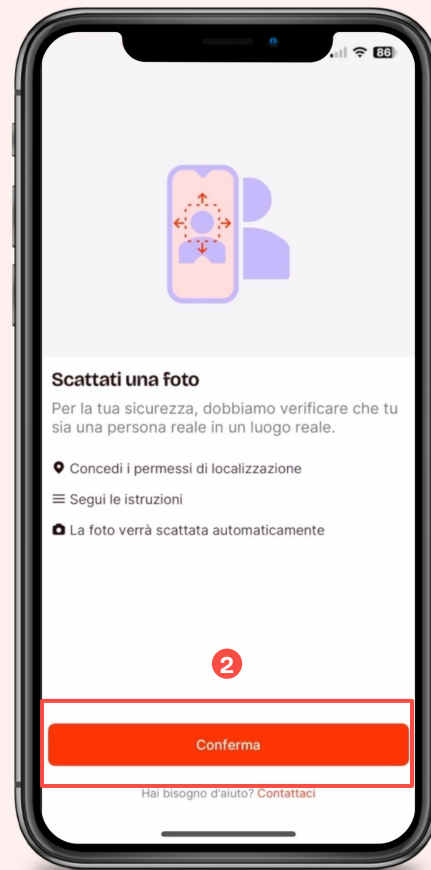 86
Scattati una foto
Per la tua sicurezza, dobbiamo verificare che tu
sia una persona reale in un luogo reale.
Concedi i permessi di localizzazione
Segui le istruzioni
La foto verrà scattata automaticamente
2
Conferma
Hai bisogno d'aiuto? Contattaci